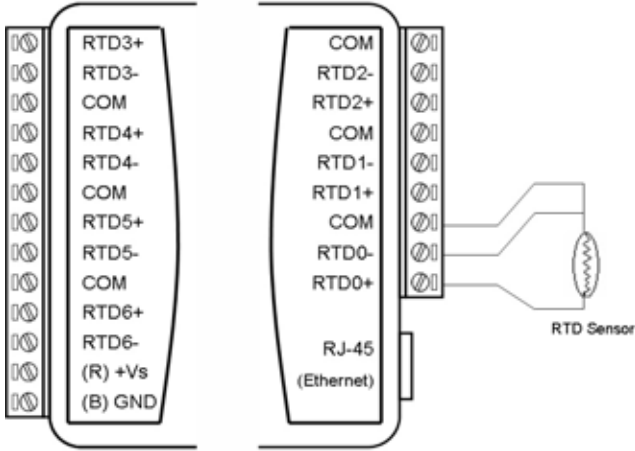 RTD3+
RTD3-
COM
RTD4+
RTD4-
COM
RTD5+
RTD5-
COM
RTD6+
RTD6-
(R) +Vs
(B) GND
COM
RTD2-
RTD2+
COM
RTD1-
RTD1+
COM
RTD0-
RTD0+
RJ-45
(Ethernet)
RTD Sensor